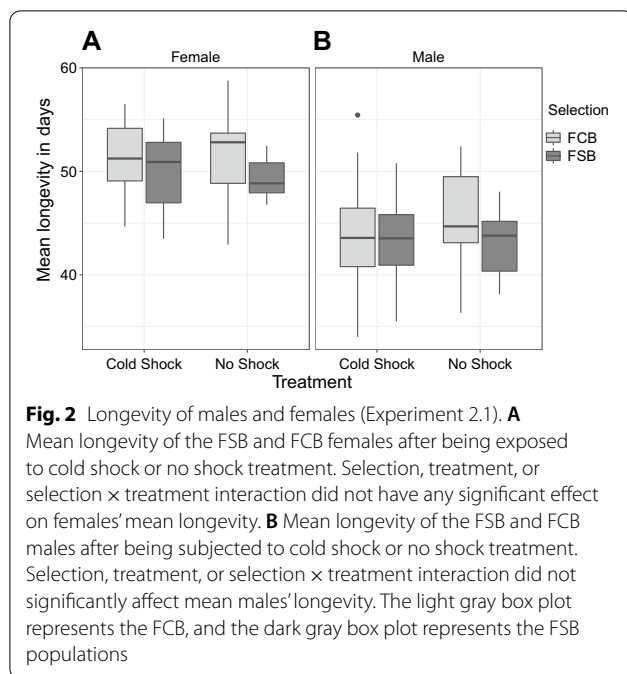 A
B
Female
Male
60
50
40
Mean longevity in days
Selection
FCB
FSB
Cold Shock
No Shock
Cold Shock
No Shock
Treatment
Fig. 2 Longevity of males and females (Experiment 2.1). A
Mean longevity of the FSB and FCB females after being exposed
to cold shock or no shock treatment. Selection, treatment, or
selection × treatment interaction did not have any significant effect
on females' mean longevity. B Mean longevity of the FSB and FCB
males after being subjected to cold shock or no shock treatment.
Selection, treatment, or selection × treatment interaction did not
significantly affect mean males' longevity. The light gray box plot
represents the FCB, and the dark gray box plot represents the FSB
populations